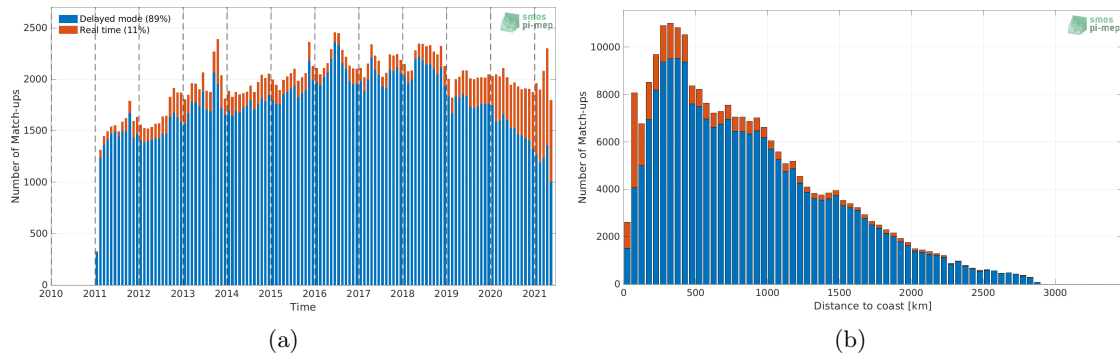 Delayed mode (89%)
Real time (11%)
smos
pi-mep
2500
2000
1500
1000
500
0
Number of Match-ups
2010 2011 2012 2013 2014 2015 2016 2017 2018 2019 2020 2021
Time
(a)
smos
pi-mep
10000
8000
6000
4000
2000
0
Number of Match-ups
0 500 1000 1500 2000 2500 3000
Distance to coast [km]
(b)